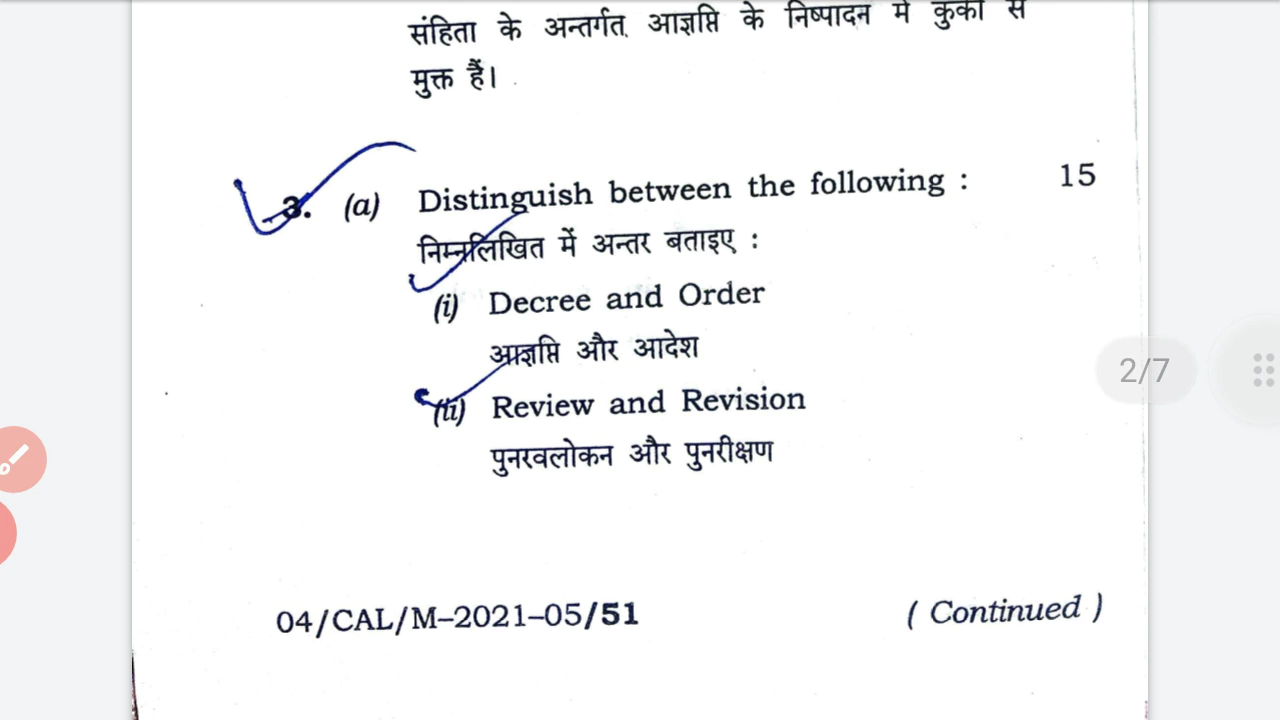 संहिता के अन्तर्गत आज्ञप्ति के निष्पादन में कुर्की से
मुक्त हैं।
3. (a) Distinguish between the following : 15
निम्नलिखित में अन्तर बताइए :
(i) Decree and Order
आज्ञप्ति और आदेश
(ii) Review and Revision
पुनरवलोकन और पुनरीक्षण
2/7
04/CAL/M–2021–05/51 ( Continued )